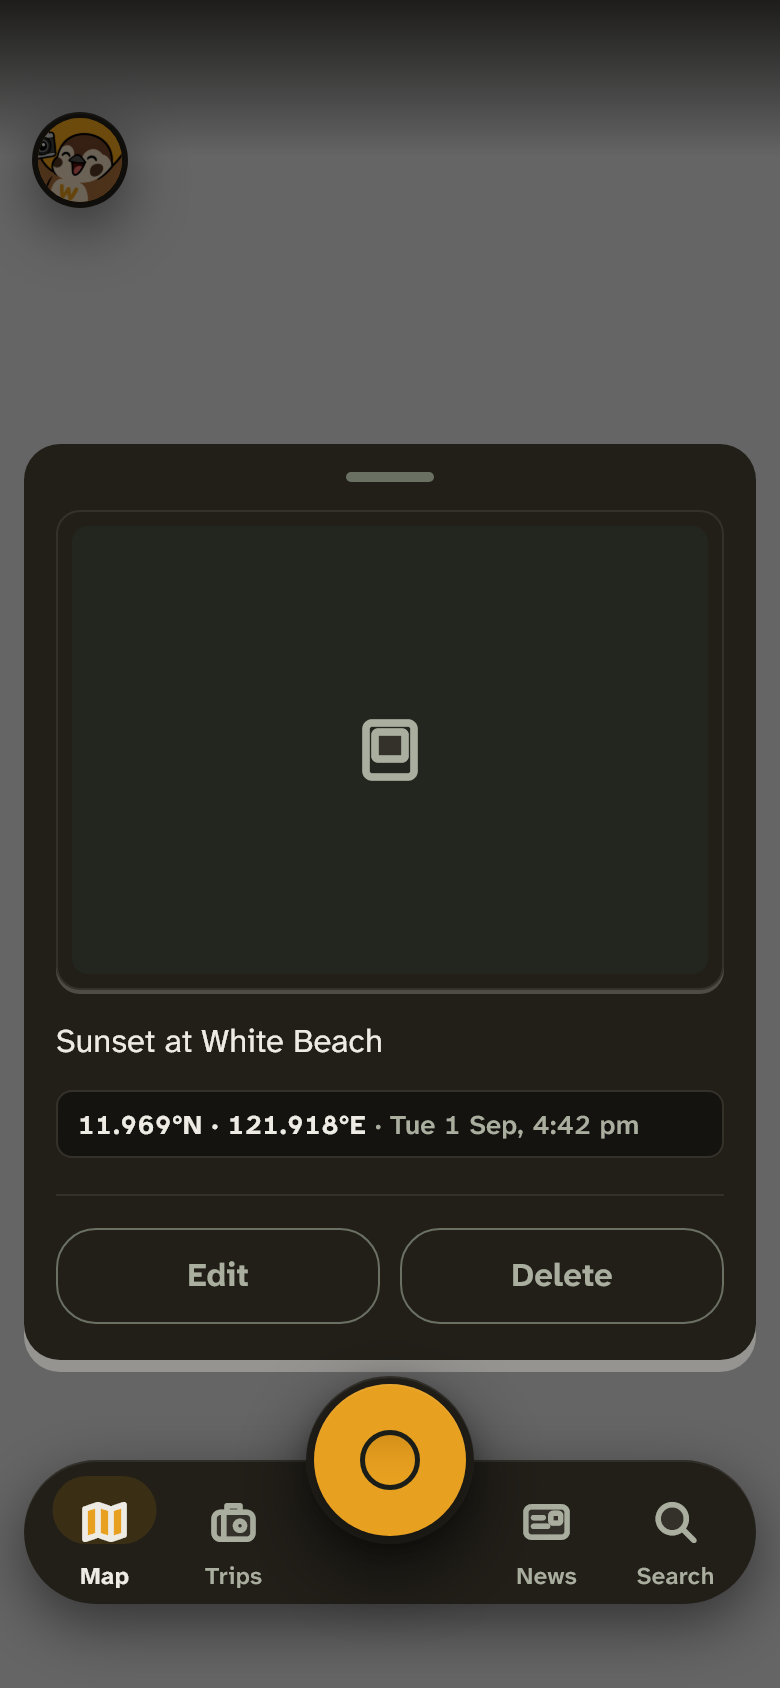 W
Sunset at White Beach
11.969°N · 121.918°E · Tue 1 Sep, 4:42 pm
Edit Delete
Map Trips News Search